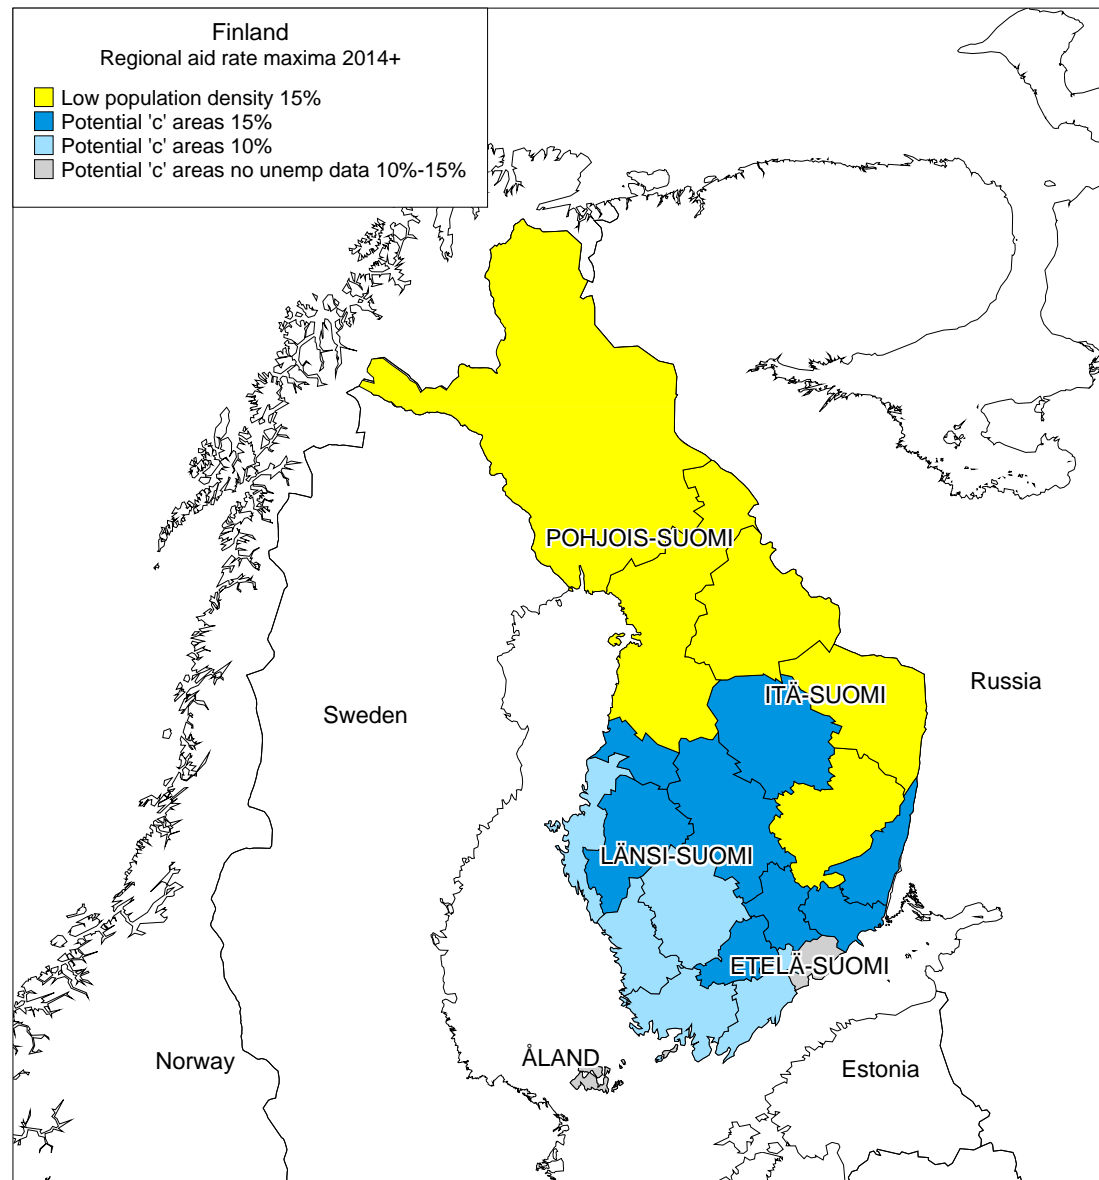 Finland
Regional aid rate maxima 2014+
Low population density 15%
Potential 'c' areas 15%
Potential 'c' areas 10%
Potential 'c' areas no unemp data 10%-15%
POHJOIS-SUOMI
Russia
ITÄ-SUOMI
Sweden
LÄNSI-SUOMI
ETELÄ-SUOMI
ÅLAND
Norway
Estonia